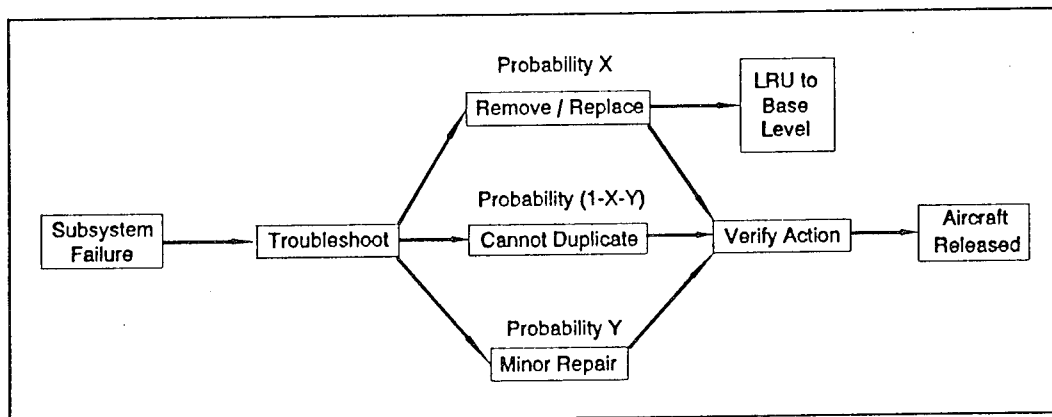 Probability X
Remove / Replace
LRU to
Base
Level
Probability (1-X-Y)
Subsystem
Failure
Troubleshoot
Cannot Duplicate
Verify Action
Aircraft
Released
Probability Y
Minor Repair